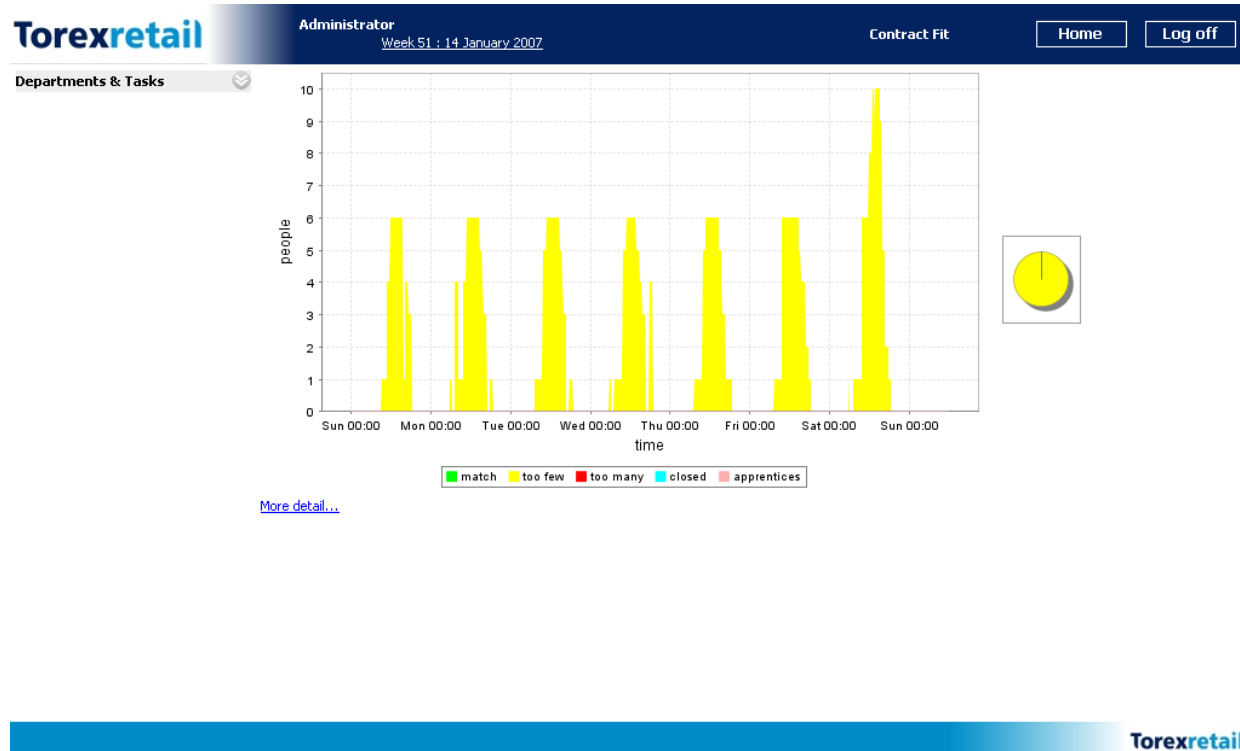 Torexretail
Administrator
Week 51 : 14 January 2007
Contract Fit
Home
Log off
Departments & Tasks
10
9
8
7
6
5
4
3
2
1
0
people
Sun 00:00 Mon 00:00 Tue 00:00 Wed 00:00 Thu 00:00 Fri 00:00 Sat 00:00 Sun 00:00
time
match too few too many closed apprentices
More detail...
Torexretail